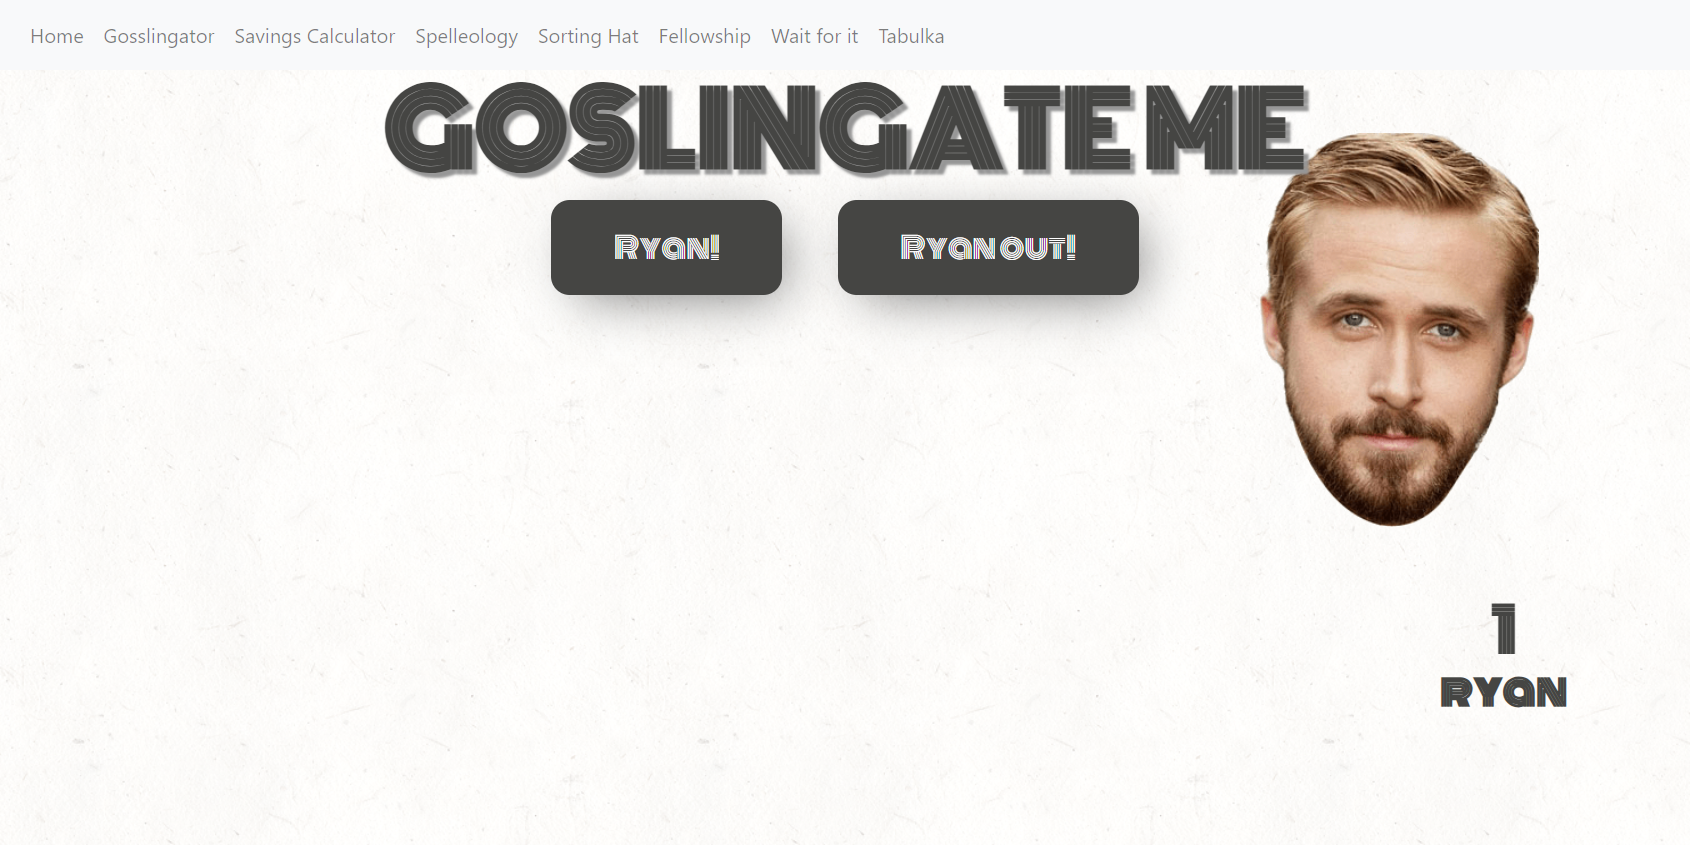 Home Gosslingator Savings Calculator Spelleology Sorting Hat Fellowship Wait for it Tabulka
GOSLINGATE ME
Ryan! Ryan out!
1
Ryan